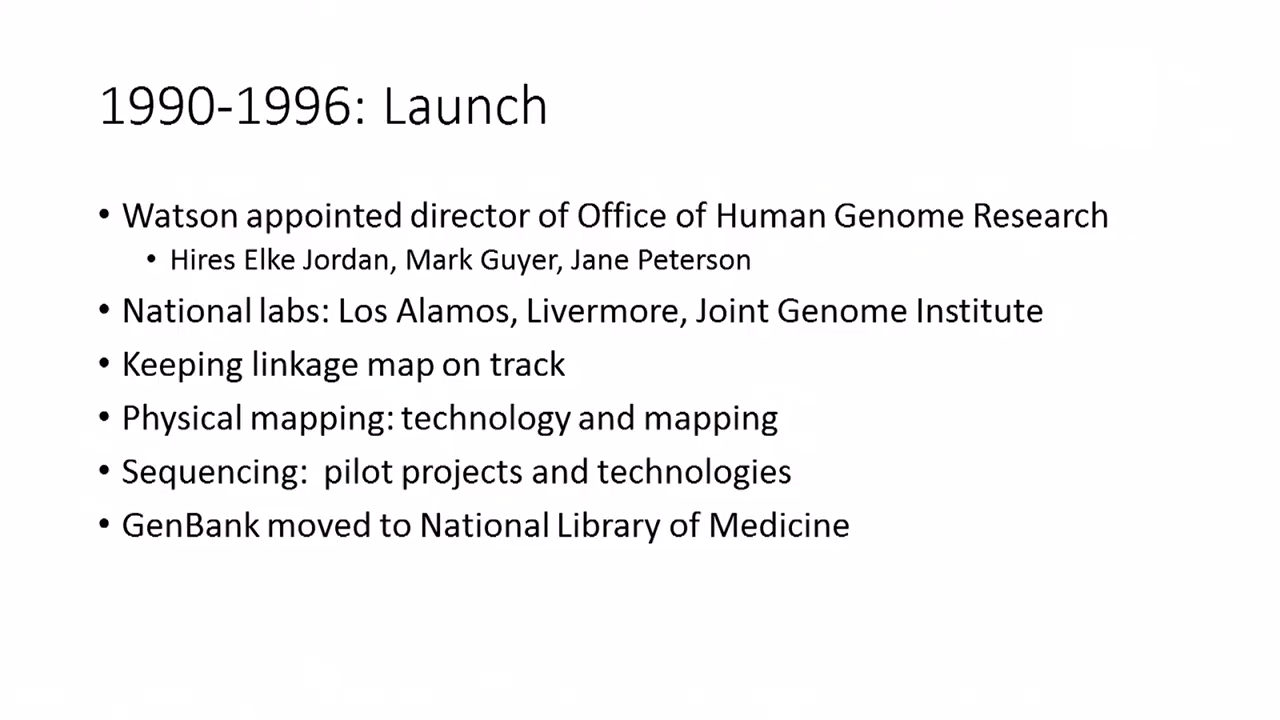 1990-1996: Launch
• Watson appointed director of Office of Human Genome Research
• Hires Elke Jordan, Mark Guyer, Jane Peterson
• National labs: Los Alamos, Livermore, Joint Genome Institute
• Keeping linkage map on track
• Physical mapping: technology and mapping
• Sequencing:  pilot projects and technologies
• GenBank moved to National Library of Medicine